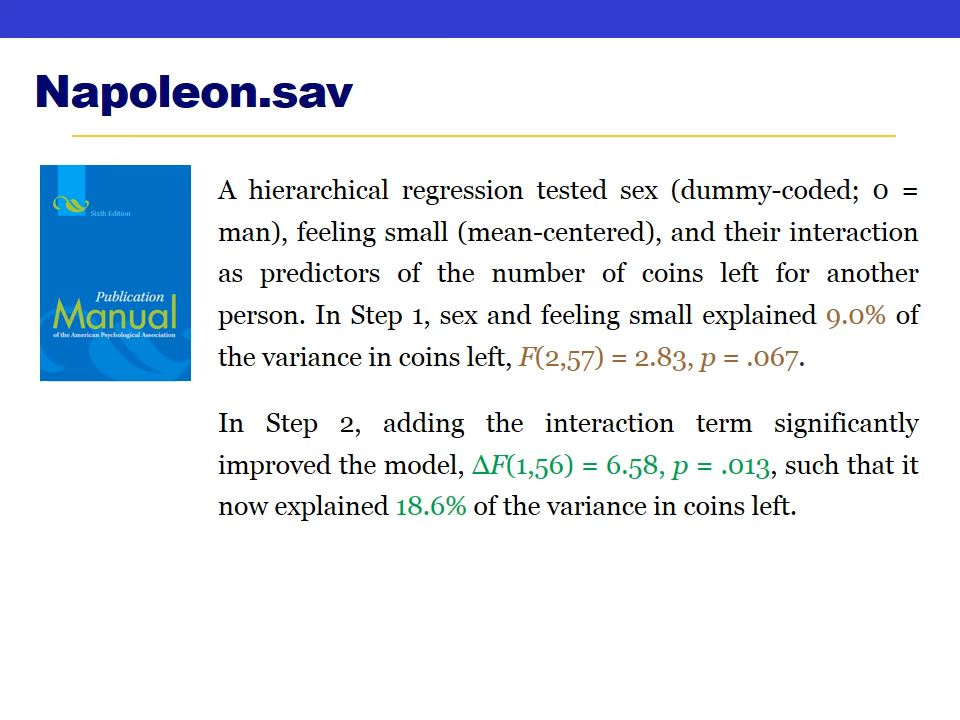 Napoleon.sav
Sixth Edition
Publication
Manual
of the American Psychological Association
A hierarchical regression tested sex (dummy-coded; 0 =
man), feeling small (mean-centered), and their interaction
as predictors of the number of coins left for another
person. In Step 1, sex and feeling small explained 9.0% of
the variance in coins left, F(2,57) = 2.83, p = .067.
In Step 2, adding the interaction term significantly
improved the model, ΔF(1,56) = 6.58, p = .013, such that it
now explained 18.6% of the variance in coins left.